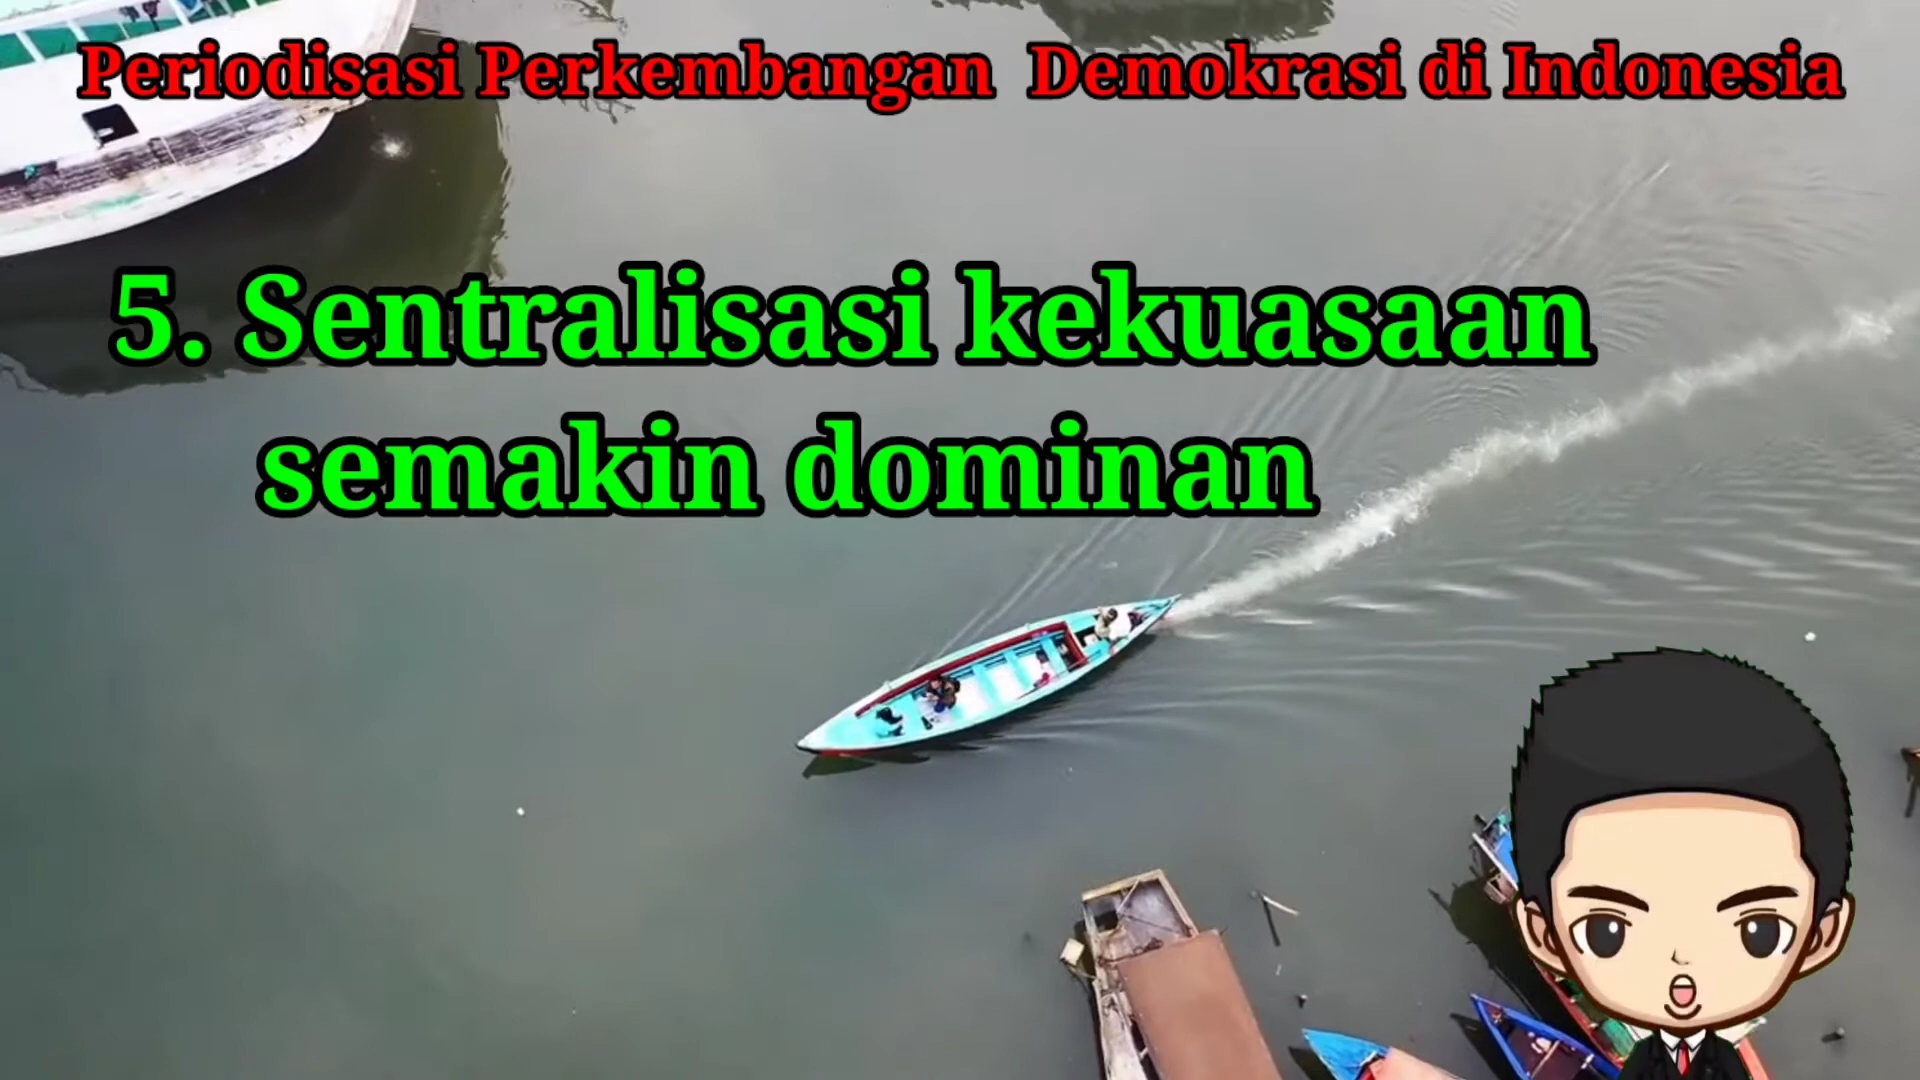 Periodisasi Perkembangan Demokrasi di Indonesia
5. Sentralisasi kekuasaan
semakin dominan